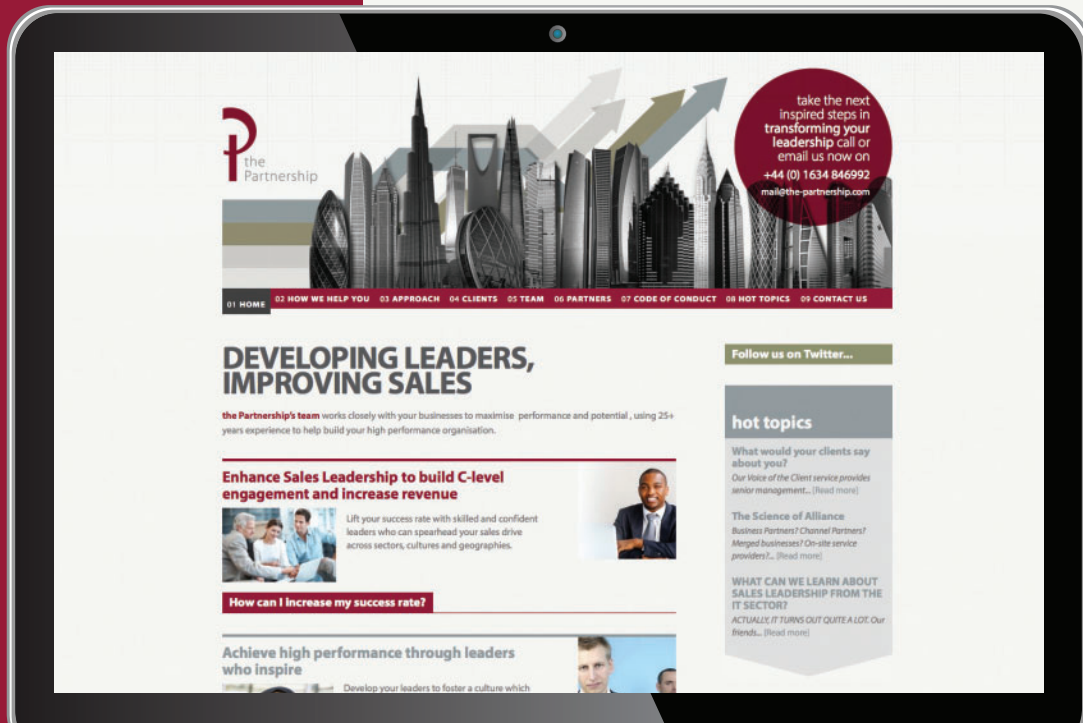 the
Partnership
take the next
inspired steps in
transforming your
leadership call or
email us now on
+44 (0) 1634 846992
mail@the-partnership.com
01 HOME 02 HOW WE HELP YOU 03 APPROACH 04 CLIENTS 05 TEAM 06 PARTNERS 07 CODE OF CONDUCT 08 HOT TOPICS 09 CONTACT US
DEVELOPING LEADERS,
IMPROVING SALES
the Partnership's team works closely with your businesses to maximise performance and potential , using 25+
years experience to help build your high performance organisation.
Enhance Sales Leadership to build C-level
engagement and increase revenue
Lift your success rate with skilled and confident
leaders who can spearhead your sales drive
across sectors, cultures and geographies.
How can I increase my success rate?
Achieve high performance through leaders
who inspire
Develop your leaders to foster a culture which
Follow us on Twitter...
hot topics
What would your clients say
about you?
Our Voice of the Client service provides
senior management... [Read more]
The Science of Alliance
Business Partners? Channel Partners?
Merged businesses? On-site service
providers?... [Read more]
WHAT CAN WE LEARN ABOUT
SALES LEADERSHIP FROM THE
IT SECTOR?
ACTUALLY, IT TURNS OUT QUITE A LOT. Our
friends... [Read more]